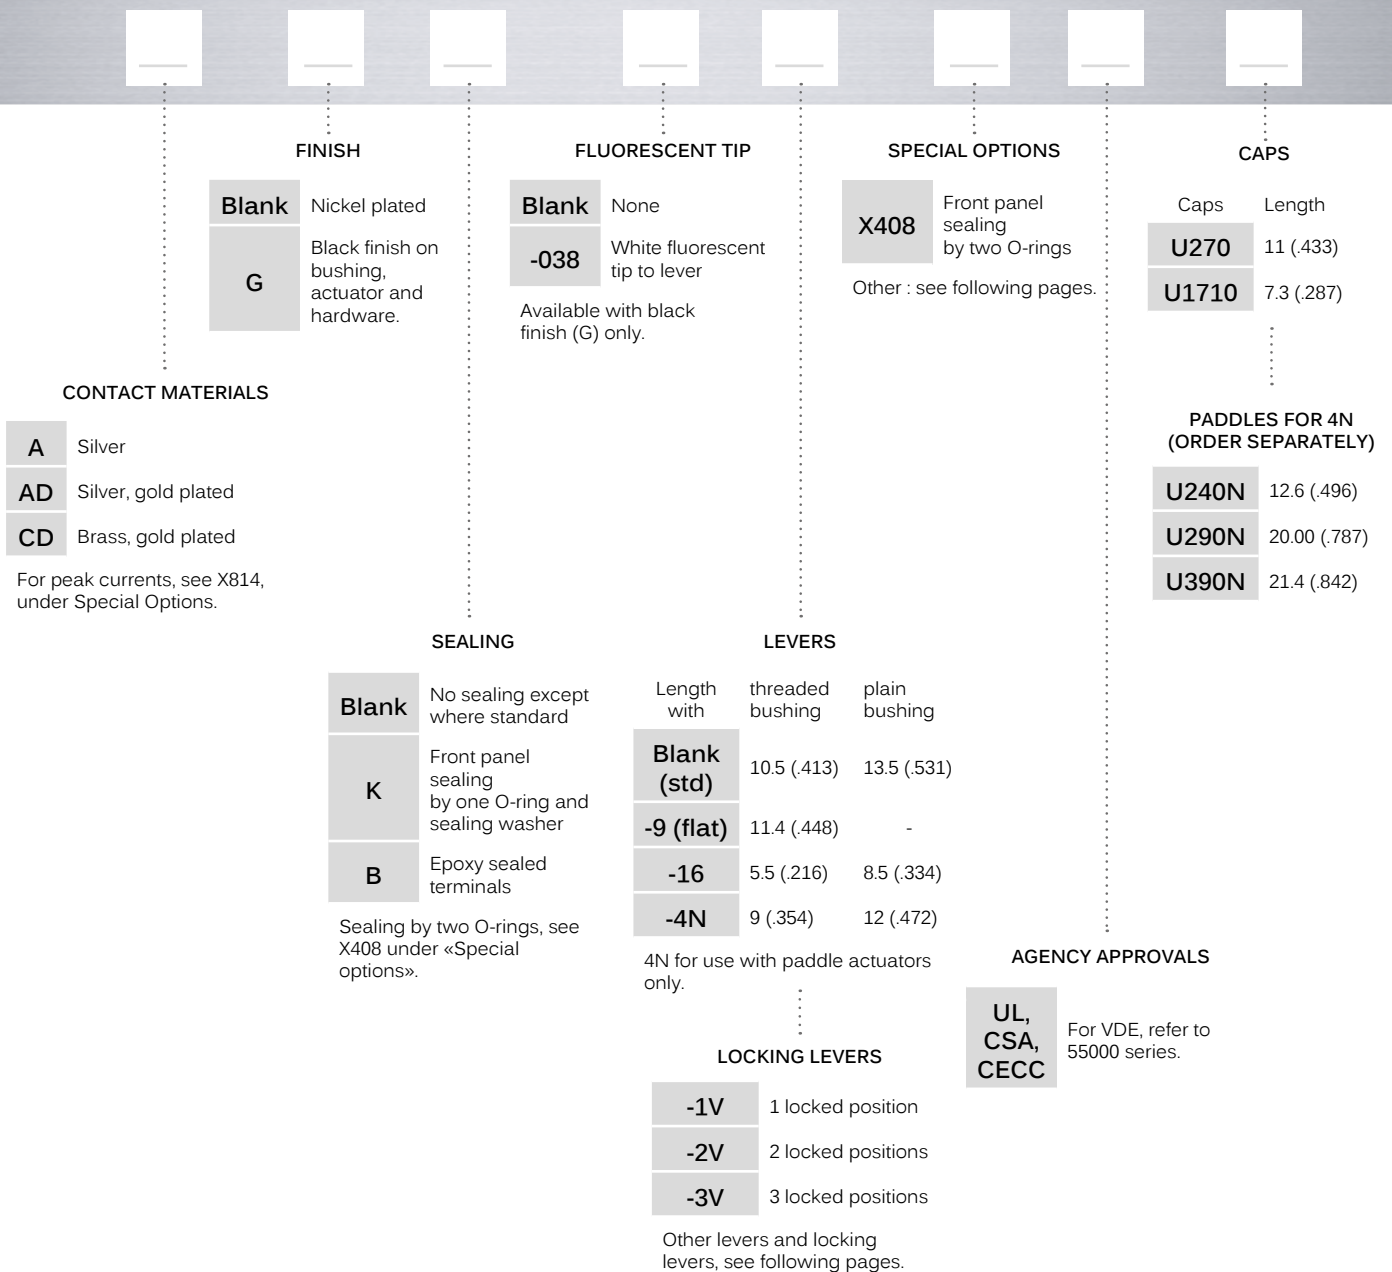 FINISH
Blank Nickel plated
G
Black finish on
bushing,
actuator and
hardware.
FLUORESCENT TIP
Blank None
-038
White fluorescent
tip to lever
Available with black
finish (G) only.
SPECIAL OPTIONS
X408
Front panel
sealing
by two O-rings
Other : see following pages.
CAPS
Caps Length
U270 11 (.433)
U1710 7.3 (.287)
PADDLES FOR 4N
(ORDER SEPARATELY)
U240N 12.6 (.496)
U290N 20.00 (.787)
U390N 21.4 (.842)
CONTACT MATERIALS
A Silver
AD Silver, gold plated
CD Brass, gold plated
For peak currents, see X814,
under Special Options.
SEALING
Blank
No sealing except
where standard
K
Front panel
sealing
by one O-ring and
sealing washer
B
Epoxy sealed
terminals
Sealing by two O-rings, see
X408 under «Special
options».
LEVERS
Length threaded plain
with bushing bushing
Blank
(std) 10.5 (.413) 13.5 (.531)
-9 (flat) 11.4 (.448) -
-16 5.5 (.216) 8.5 (.334)
-4N 9 (.354) 12 (.472)
4N for use with paddle actuators
only.
LOCKING LEVERS
-1V 1 locked position
-2V 2 locked positions
-3V 3 locked positions
Other levers and locking
levers, see following pages.
AGENCY APPROVALS
UL,
CSA,
CECC
For VDE, refer to
55000 series.